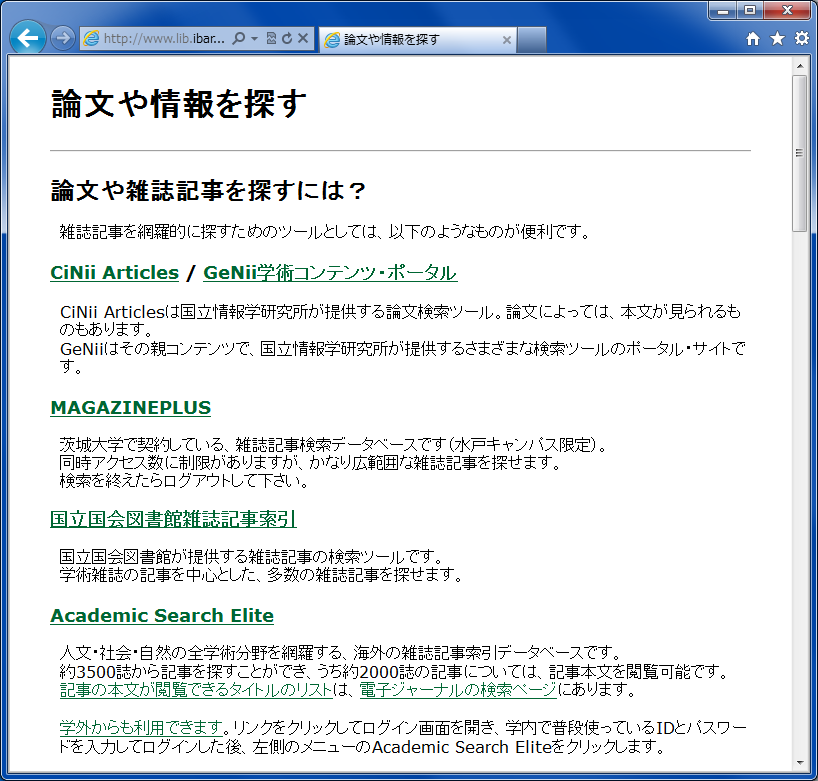 http://www.lib.ibar...
論文や情報を探す
論文や情報を探す
論文や雑誌記事を探すには？
雑誌記事を網羅的に探すためのツールとしては、以下のようなものが便利です。
CiNii Articles / GeNii学術コンテンツ・ポータル
CiNii Articlesは国立情報学研究所が提供する論文検索ツール。論文によっては、本文が見られるも
のもあります。
GeNiiはその親コンテンツで、国立情報学研究所が提供するさまざまな検索ツールのポータル・サイトで
す。
MAGAZINEPLUS
茨城大学で契約している、雑誌記事検索データベースです（水戸キャンパス限定）。
同時アクセス数に制限がありますが、かなり広範囲な雑誌記事を探せます。
検索を終えたらログアウトして下さい。
国立国会図書館雑誌記事索引
国立国会図書館が提供する雑誌記事の検索ツールです。
学術雑誌の記事を中心とした、多数の雑誌記事を探せます。
Academic Search Elite
人文・社会・自然の全学術分野を網羅する、海外の雑誌記事索引データベースです。
約3500誌から記事を探すことができ、うち約2000誌の記事については、記事本文を閲覧可能です。
記事の本文が閲覧できるタイトルのリストは、電子ジャーナルの検索ページにあります。
学外からも利用できます。リンクをクリックしてログイン画面を開き、学内で普段使っているIDとパスワー
ドを入力してログインした後、左側のメニューのAcademic Search Eliteをクリックします。